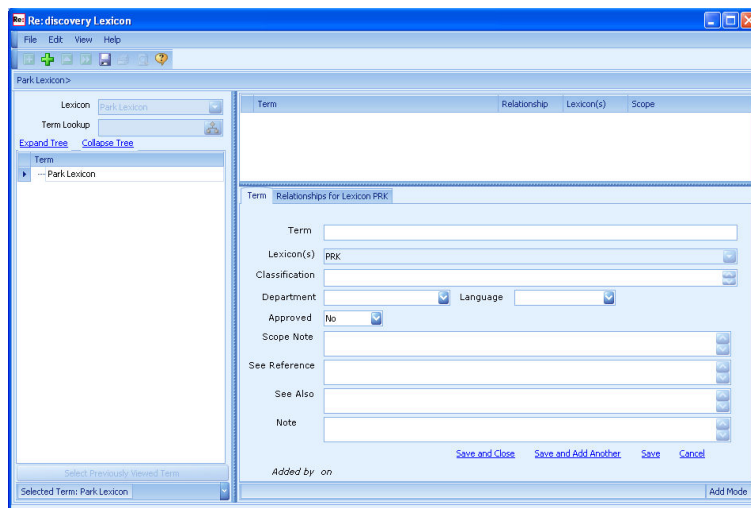 Re: Re:discovery Lexicon
File Edit View Help
Park Lexicon>
Lexicon Park Lexicon
Term Lookup
Expand Tree Collapse Tree
Term
Park Lexicon
Select Previously Viewed Term
Selected Term: Park Lexicon
Term Relationship Lexicon(s) Scope
Term Relationships for Lexicon PRK
Term
Lexicon(s) PRK
Classification
Department Language
Approved No
Scope Note
See Reference
See Also
Note
Save and Close Save and Add Another Save Cancel
Added by on
Add Mode